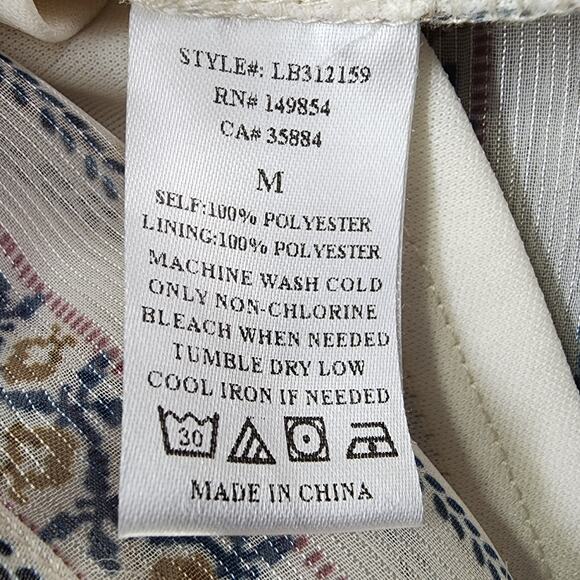 STYLE#: LB312159
RN# 149854
CA# 35884
M
SELF:100% POLYESTER
LINING:100% POLYESTER
MACHINE WASH COLD
ONLY NON-CHLORINE
BLEACH WHEN NEEDED
TUMBLE DRY LOW
COOL IRON IF NEEDED
30
MADE IN CHINA